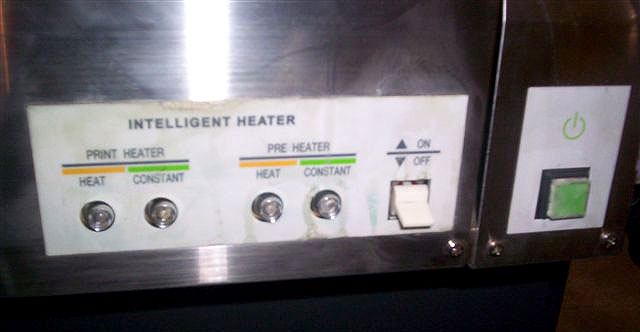 INTELLIGENT HEATER
PRINT HEATER
HEAT CONSTANT
PRE HEATER
HEAT CONSTANT
▲ ON
▼ OFF